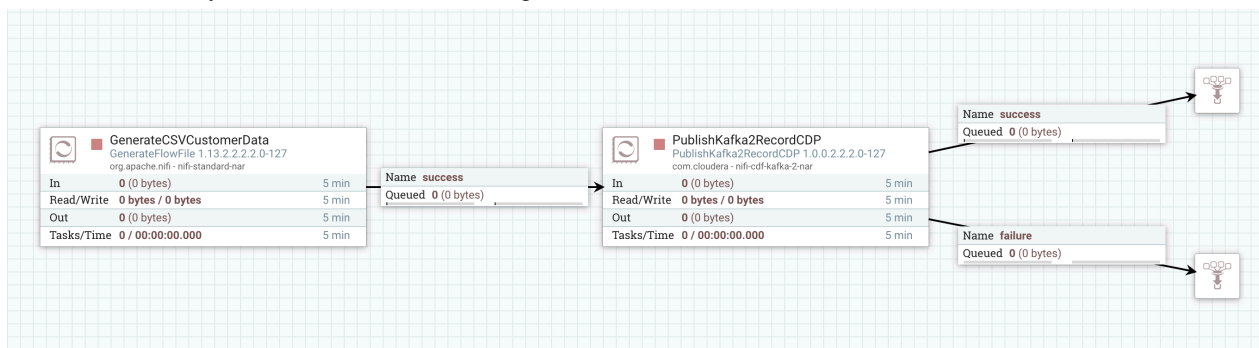 GenerateCSVCustomerData
GenerateFlowFile 1.13.2.2.2.2.0-127
org.apache.nifi - nifi-standard-nar
In 0 (0 bytes) 5 min
Read/Write 0 bytes / 0 bytes 5 min
Out 0 (0 bytes) 5 min
Tasks/Time 0 / 00:00:00.000 5 min
Name success
Queued 0 (0 bytes)
PublishKafka2RecordCDP
PublishKafka2RecordCDP 1.0.0.2.2.2.0-127
com.cloudera - nifi-cdf-kafka-2-nar
In 0 (0 bytes) 5 min
Read/Write 0 bytes / 0 bytes 5 min
Out 0 (0 bytes) 5 min
Tasks/Time 0 / 00:00:00.000 5 min
Name success
Queued 0 (0 bytes)
Name failure
Queued 0 (0 bytes)